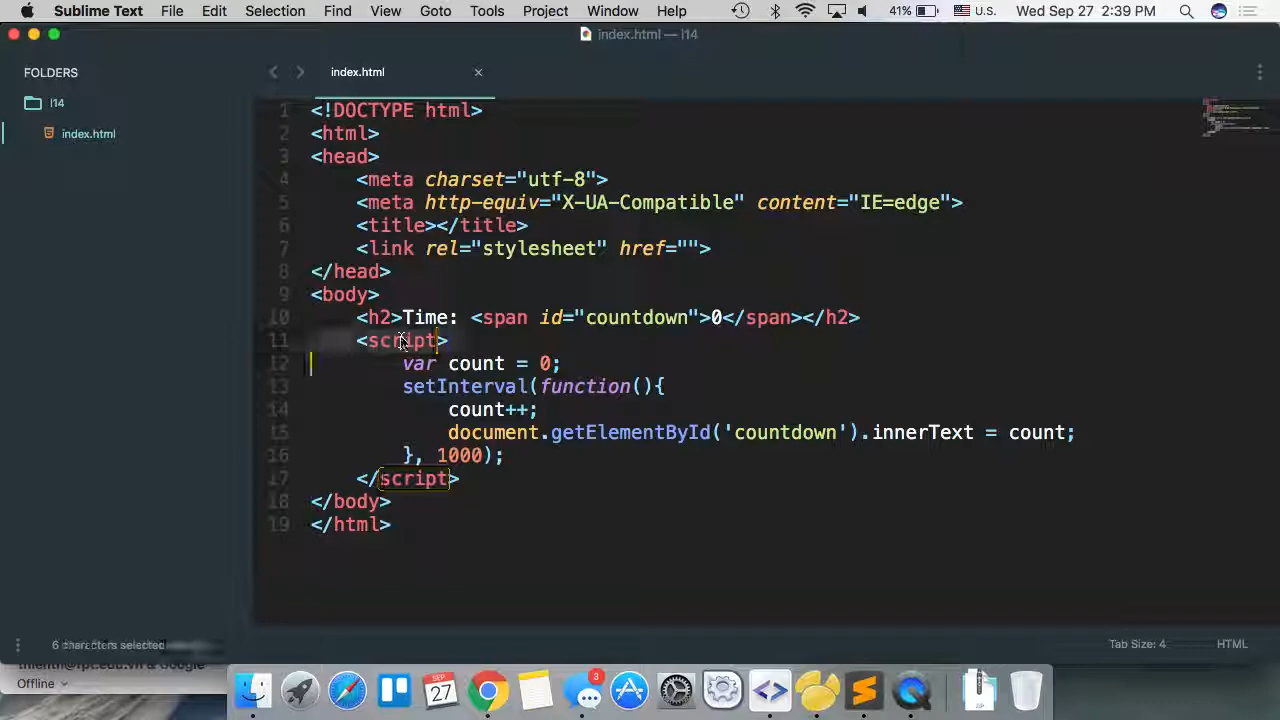 Sublime Text File Edit Selection Find View Goto Tools Project Window Help 41% U.S. Wed Sep 27 2:39 PM
index.html — l14
FOLDERS
index.html
l14
index.html
1 <!DOCTYPE html>
2 <html>
3 <head>
4 <meta charset="utf-8">
5 <meta http-equiv="X-UA-Compatible" content="IE=edge">
6 <title></title>
7 <link rel="stylesheet" href="">
8 </head>
9 <body>
10 <h2>Time: <span id="countdown">0</span></h2>
11 <script>
12 var count = 0;
13 setInterval(function(){
14 count++;
15 document.getElementById('countdown').innerText = count;
16 }, 1000);
17 </script>
18 </body>
19 </html>
6 characters selected
Tab Size: 4 HTML
Offline
3
SEP
27
ZIP